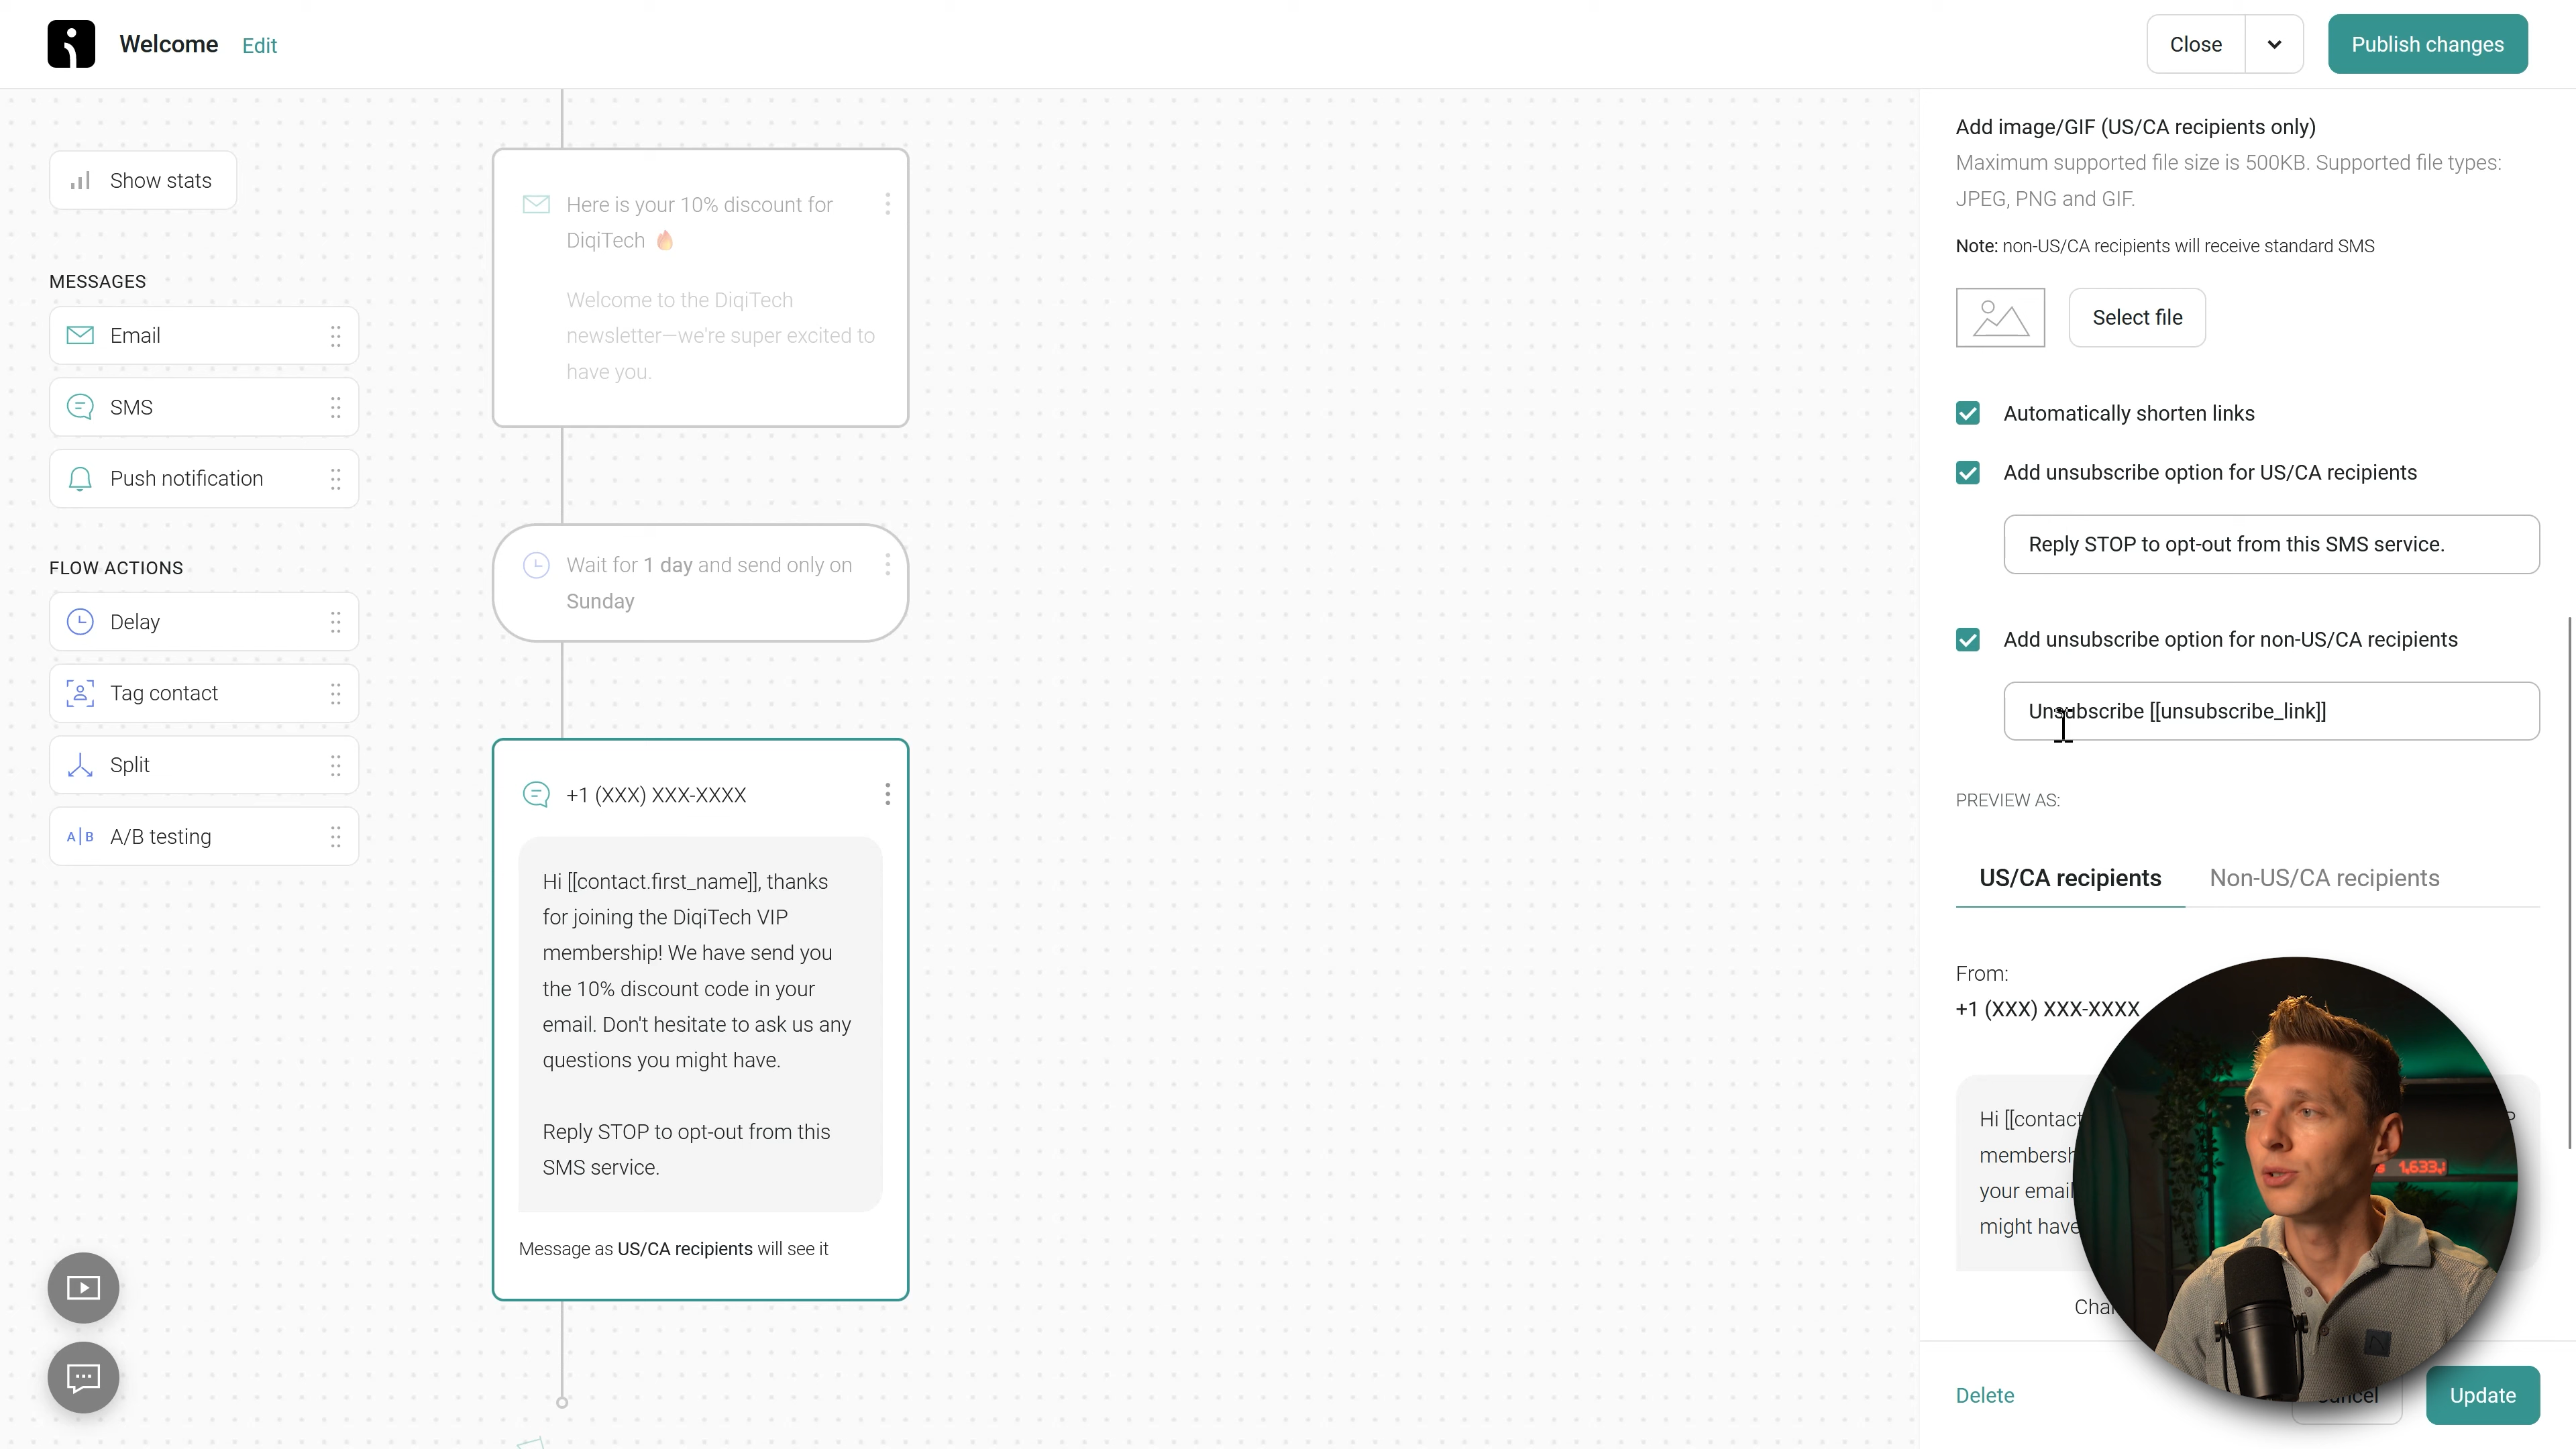 Welcome Edit
Close
Publish changes
Show stats
MESSAGES
Email
SMS
Push notification
FLOW ACTIONS
Delay
Tag contact
Split
A|B A/B testing
Here is your 10% discount for
DiqiTech 🔥
Welcome to the DiqiTech
newsletter—we're super excited to
have you.
Wait for 1 day and send only on
Sunday
+1 (XXX) XXX-XXXX
Hi [[contact.first_name]], thanks
for joining the DiqiTech VIP
membership! We have send you
the 10% discount code in your
email. Don't hesitate to ask us any
questions you might have.
Reply STOP to opt-out from this
SMS service.
Message as US/CA recipients will see it
Add image/GIF (US/CA recipients only)
Maximum supported file size is 500KB. Supported file types:
JPEG, PNG and GIF.
Note: non-US/CA recipients will receive standard SMS
Select file
Automatically shorten links
Add unsubscribe option for US/CA recipients
Reply STOP to opt-out from this SMS service.
Add unsubscribe option for non-US/CA recipients
Unsubscribe [[unsubscribe_link]]
PREVIEW AS:
US/CA recipients
Non-US/CA recipients
From:
+1 (XXX) XXX-XXXX
Hi [[contact
your email
might have
1,633,
Delete
Update